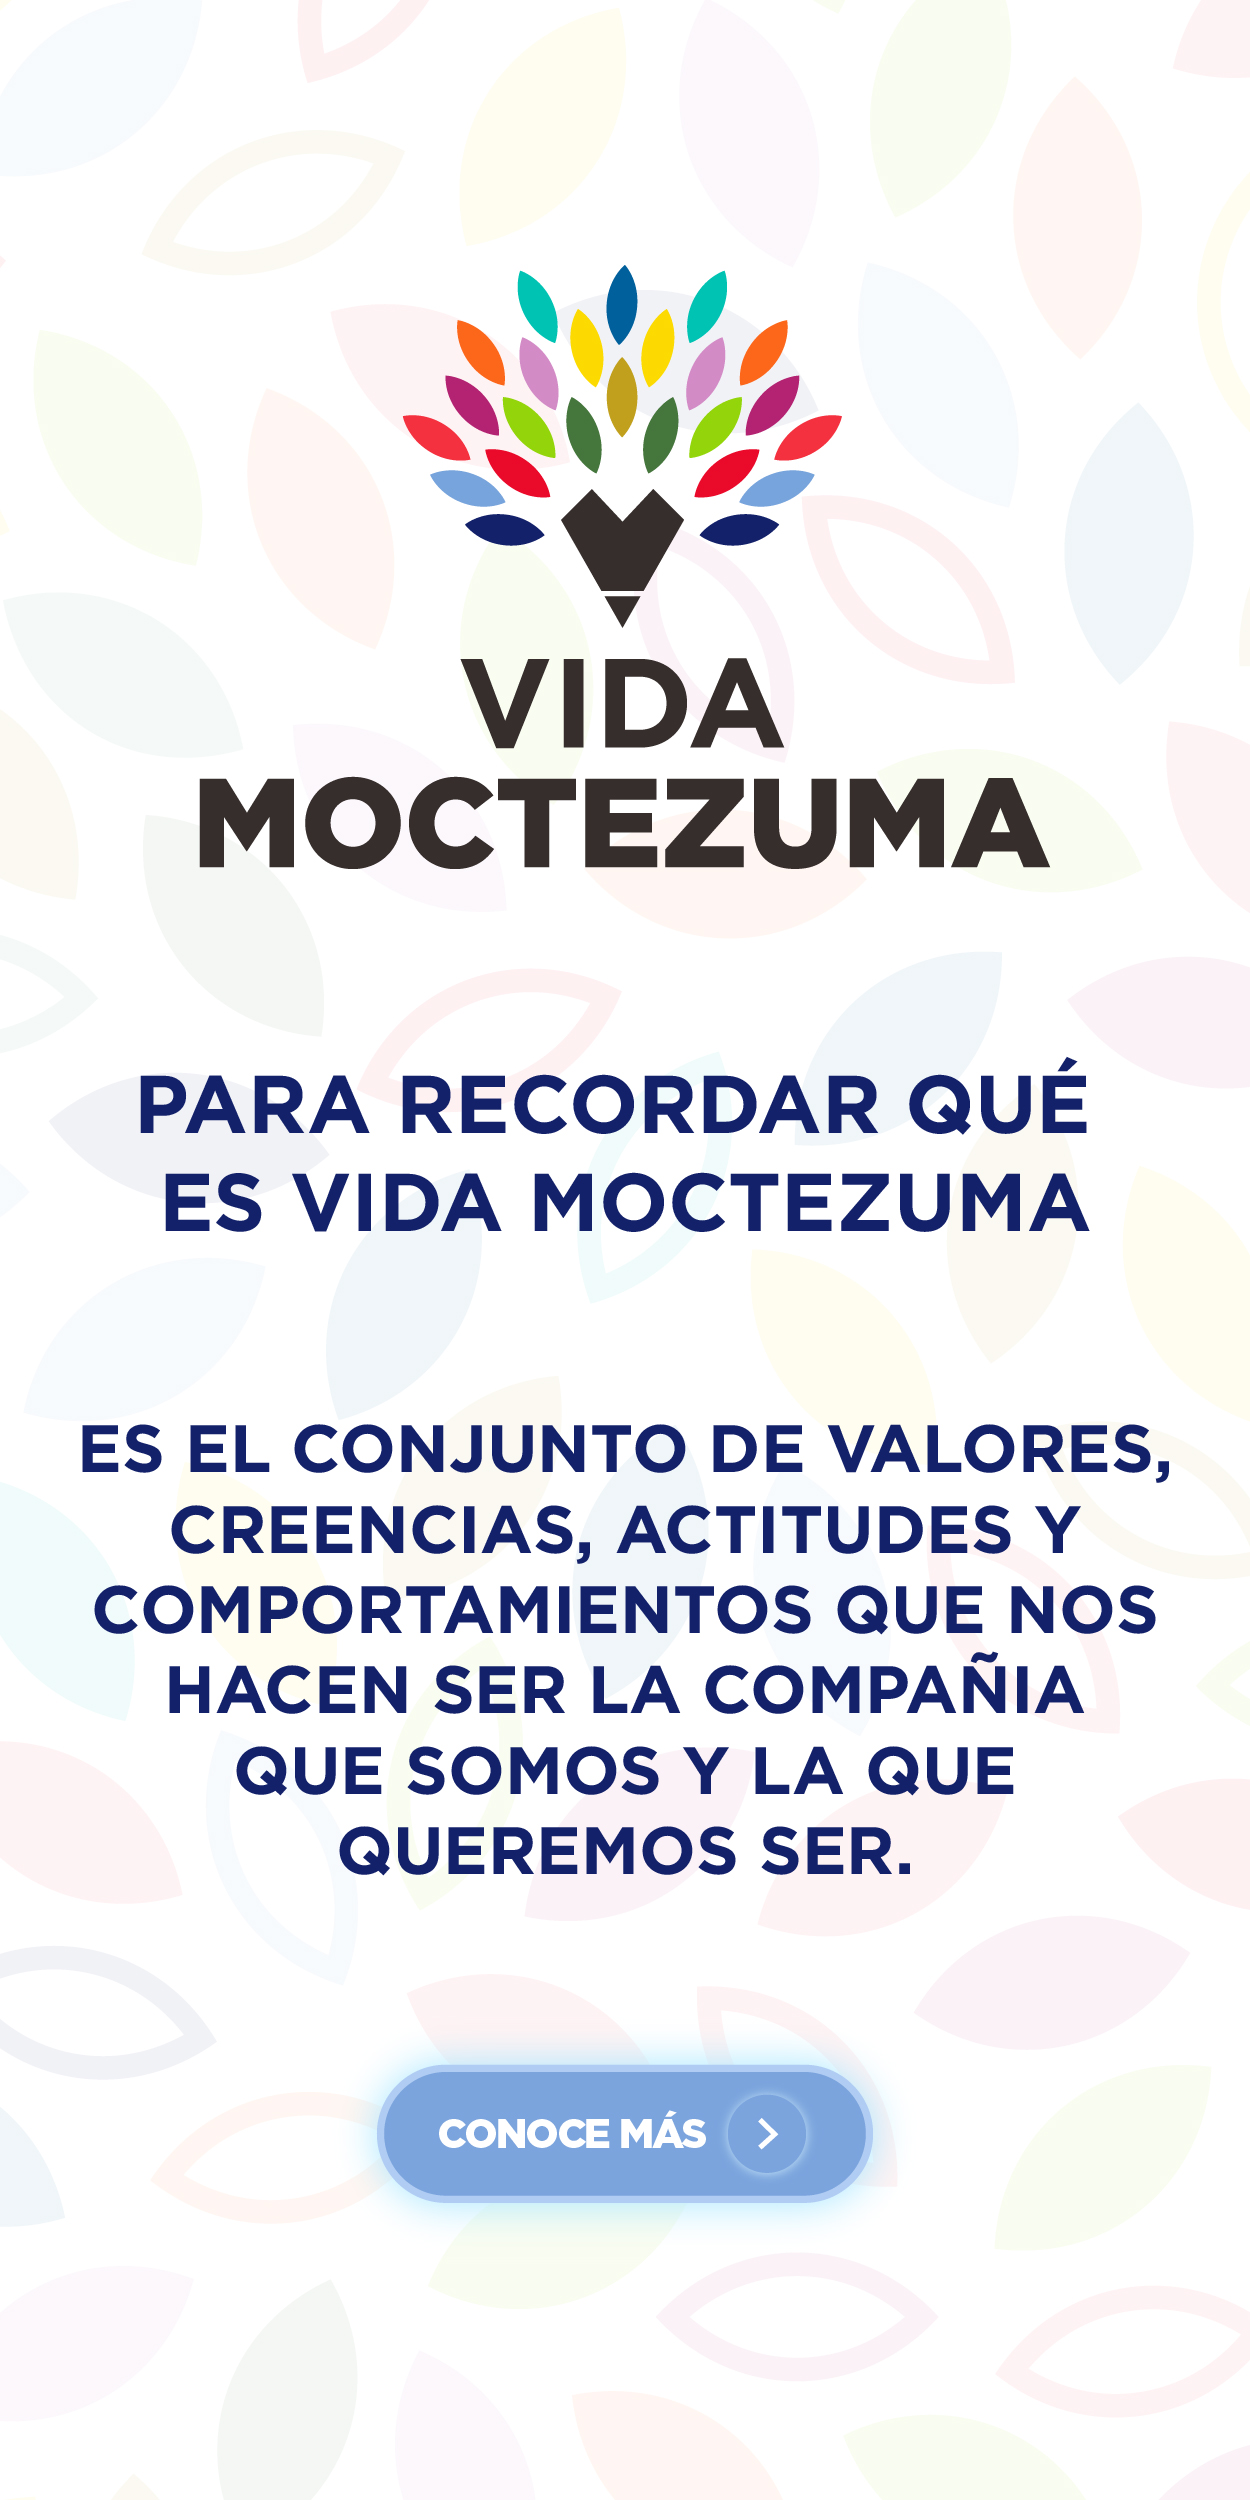 VIDA
MOCTEZUMA
PARA RECORDAR QUÉ
ES VIDA MOCTEZUMA
ES EL CONJUNTO DE VALORES,
CREENCIAS, ACTITUDES Y
COMPORTAMIENTOS QUE NOS
HACEN SER LA COMPAÑIA
QUE SOMOS Y LA QUE
QUEREMOS SER.
CONOCE MÁS